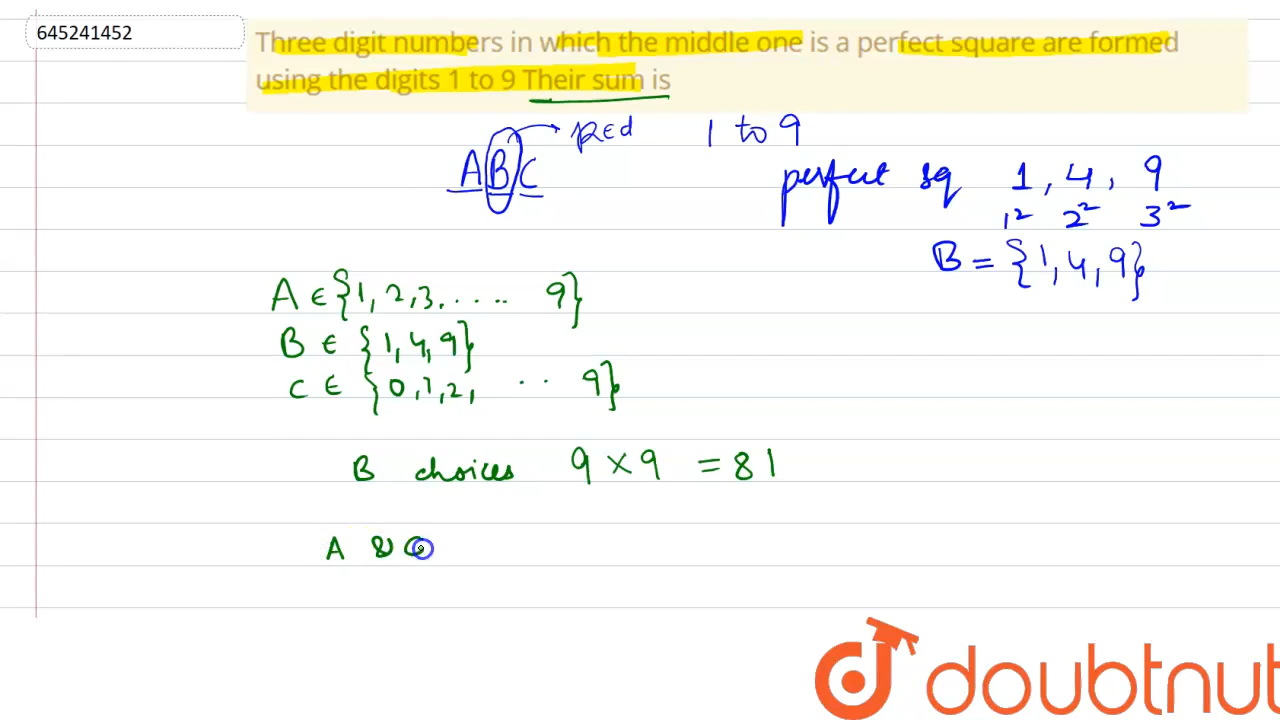 645241452
Three digit numbers in which the middle one is a perfect square are formed
using the digits 1 to 9 Their sum is
1 to 9
A B C
perfect sq 1, 4, 9
1² 2² 3²
B = {1, 4, 9}
A ∈ {1, 2, 3, ..... 9}
B ∈ {1, 4, 9}
C ∈ {0, 1, 2, .. 9}
B choices 9 × 9 = 81
A & C
doubtnut